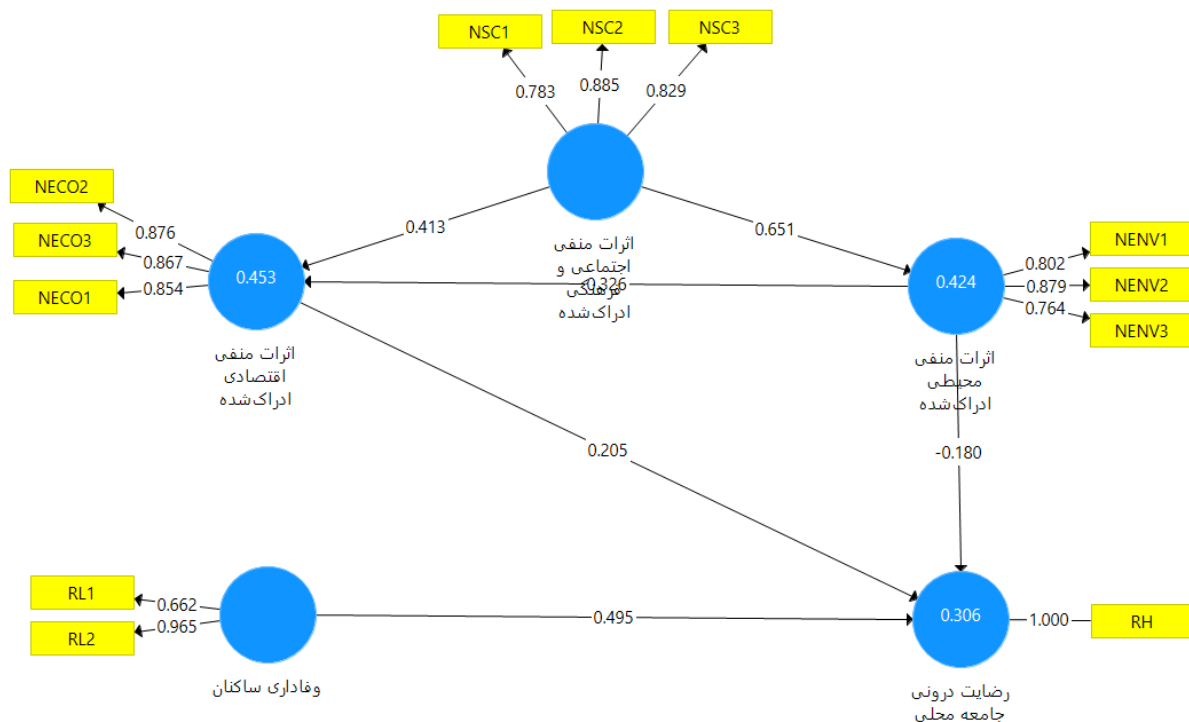 NSC1
NSC2
NSC3
0.783
0.885
0.829
NECO2
NECO3
NECO1
0.876
0.867
0.854
0.453
اثرات منفی
اقتصادی
ادراک‌شده
0.413
اثرات منفی
اجتماعی و
فرهنگی
ادراک‌شده
0.651
0.326
0.424
اثرات منفی
محیطی
ادراک‌شده
0.802
0.879
0.764
NENV1
NENV2
NENV3
0.205
-0.180
RL1
RL2
0.662
0.965
وفاداری ساکنان
0.495
0.306
رضایت درونی
جامعه محلی
1.000
RH